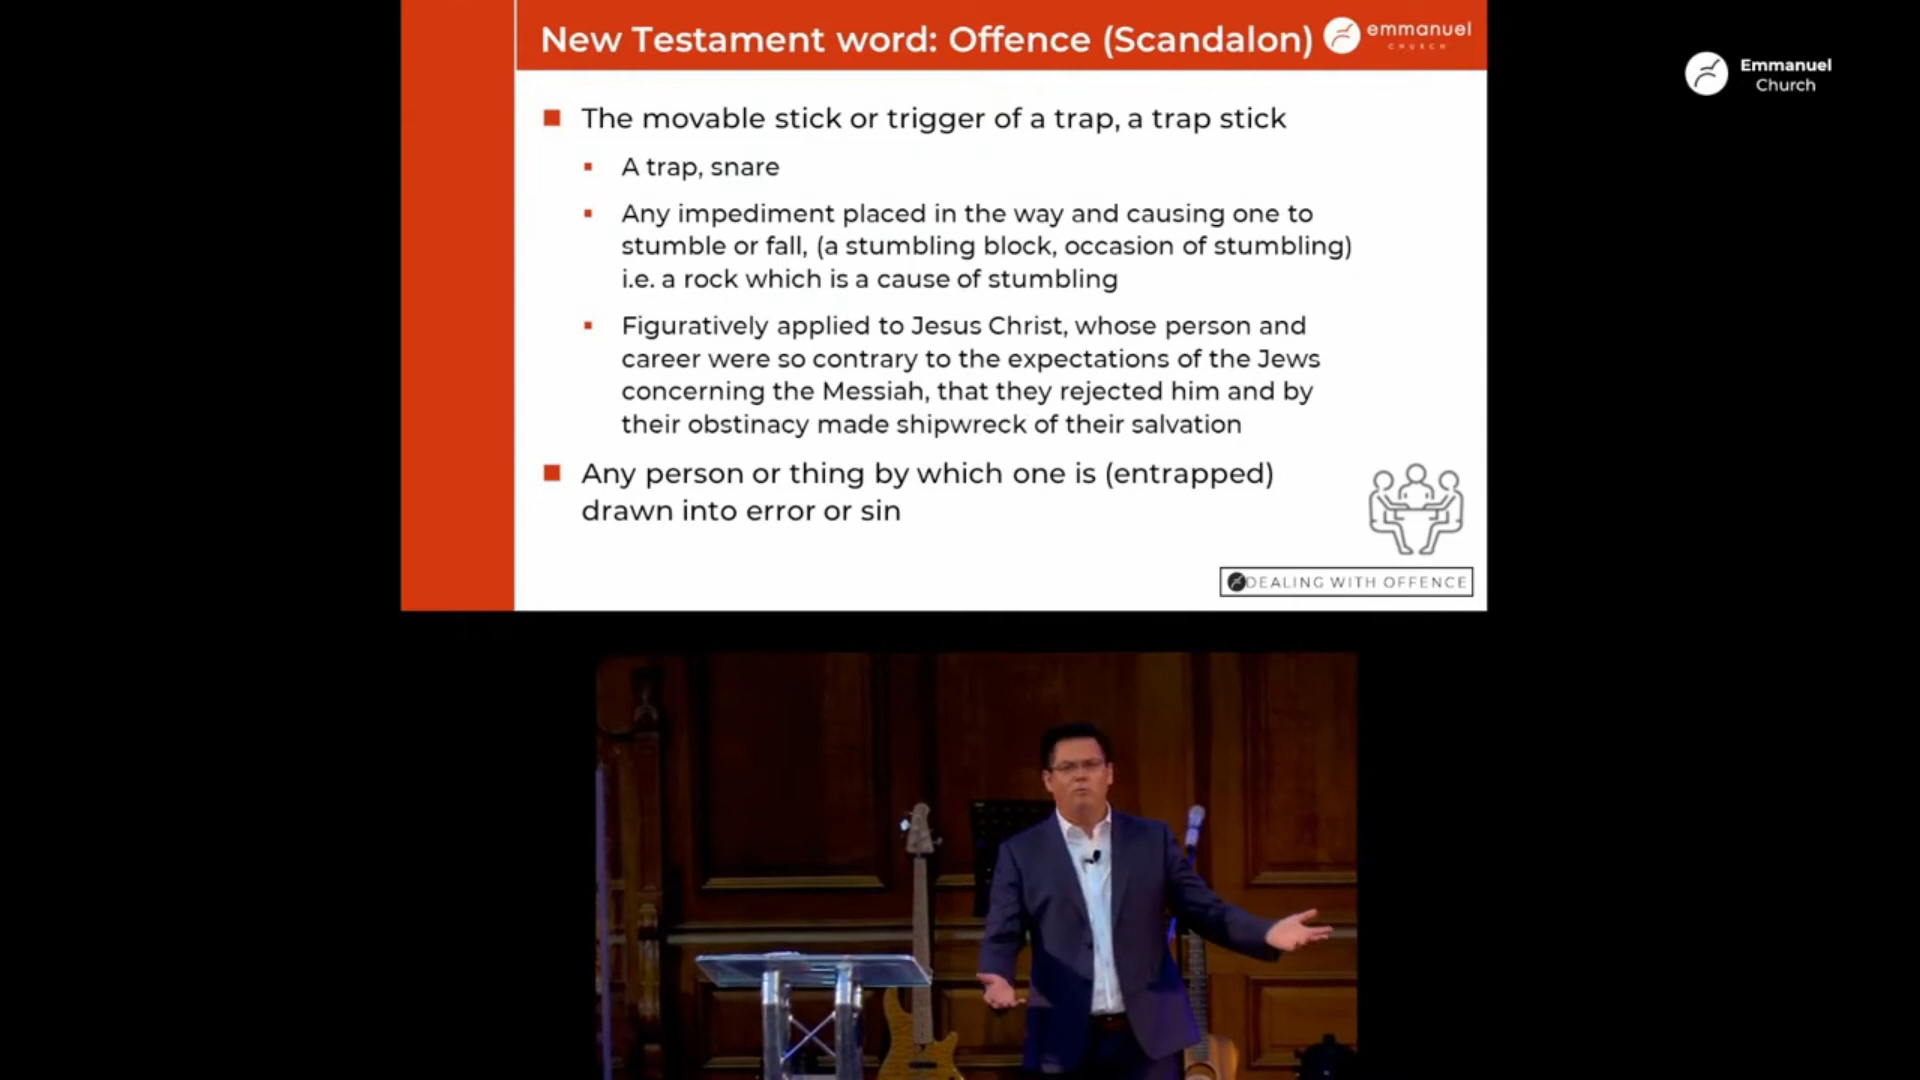 New Testament word: Offence (Scandalon)
emmanuel
CHURCH
Emmanuel
Church
The movable stick or trigger of a trap, a trap stick
A trap, snare
Any impediment placed in the way and causing one to
stumble or fall, (a stumbling block, occasion of stumbling)
i.e. a rock which is a cause of stumbling
Figuratively applied to Jesus Christ, whose person and
career were so contrary to the expectations of the Jews
concerning the Messiah, that they rejected him and by
their obstinacy made shipwreck of their salvation
Any person or thing by which one is (entrapped)
drawn into error or sin
DEALING WITH OFFENCE